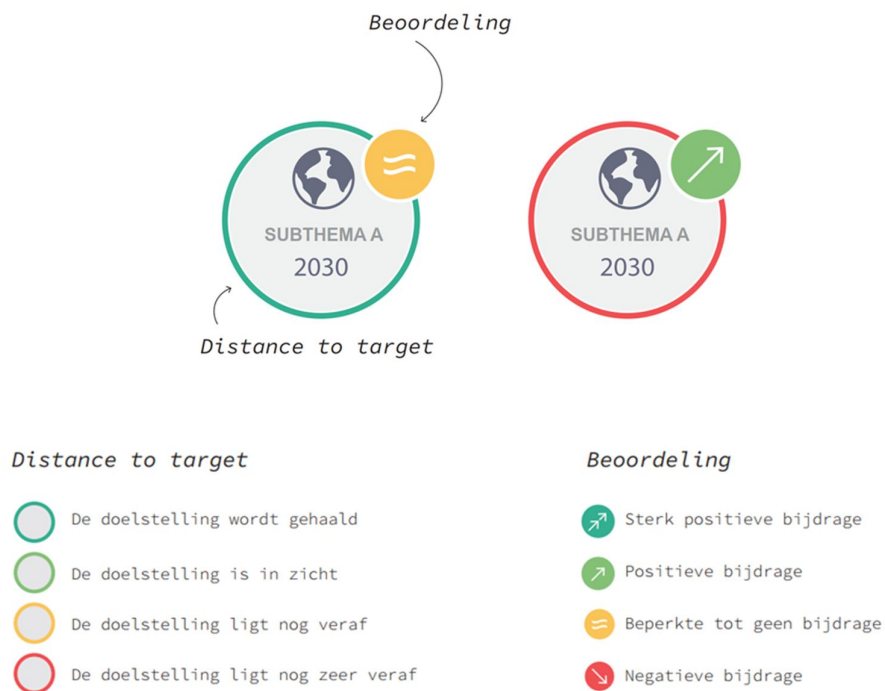 Beoordeling
SUBTHEMA A
2030
SUBTHEMA A
2030
Distance to target
Distance to target
De doelstelling wordt gehaald
De doelstelling is in zicht
De doelstelling ligt nog veraf
De doelstelling ligt nog zeer veraf
Beoordeling
Sterk positieve bijdrage
Positieve bijdrage
Beperkte tot geen bijdrage
Negatieve bijdrage